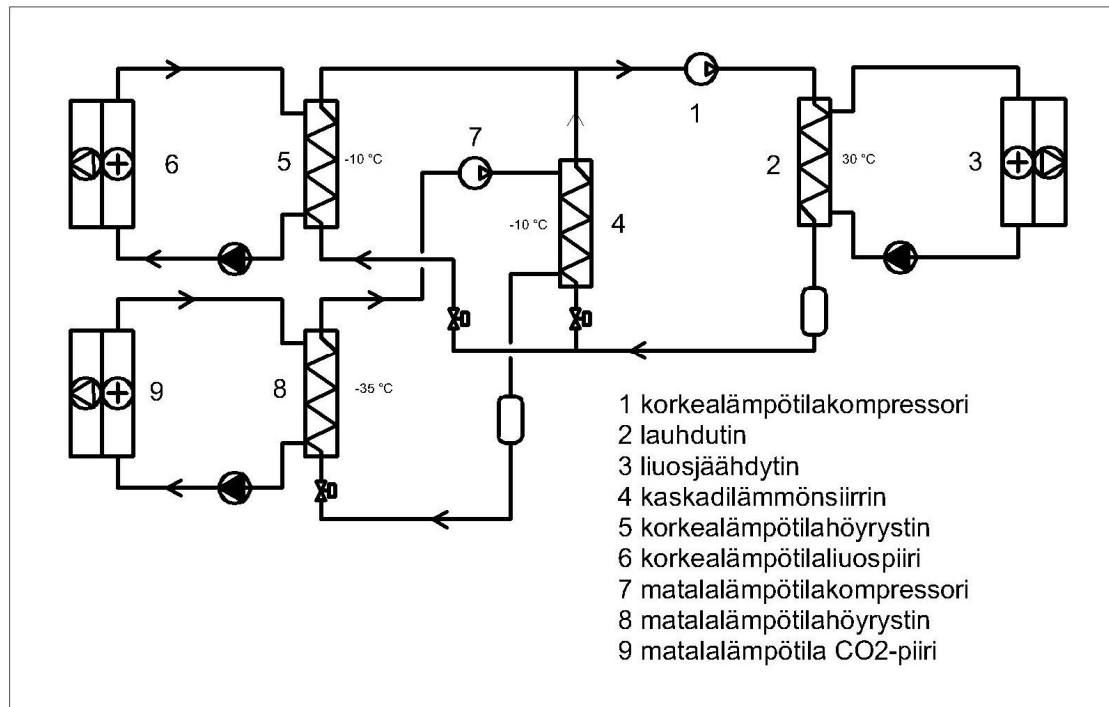 6
5
-10 °C
7
1
2
30 °C
3
-10 °C
4
9
8
-35 °C
1 korkealämpötilakompressori
2 lauhdutin
3 liuosjäähdytin
4 kaskadilämmönsiirrin
5 korkealämpötilahöyrystin
6 korkealämpötilaliuospiiri
7 matalalämpötilakompressori
8 matalalämpötilahöyrystin
9 matalalämpötila CO2-piiri